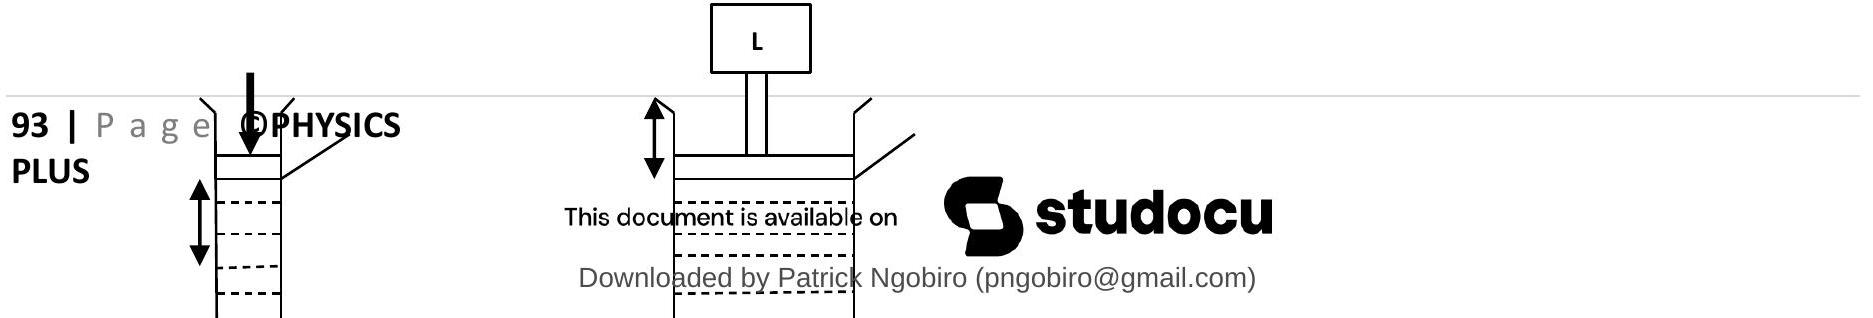 L
93 | P a g e ©PHYSICS
PLUS
This document is available on studocu
Downloaded by Patrick Ngobiro (pngobiro@gmail.com)